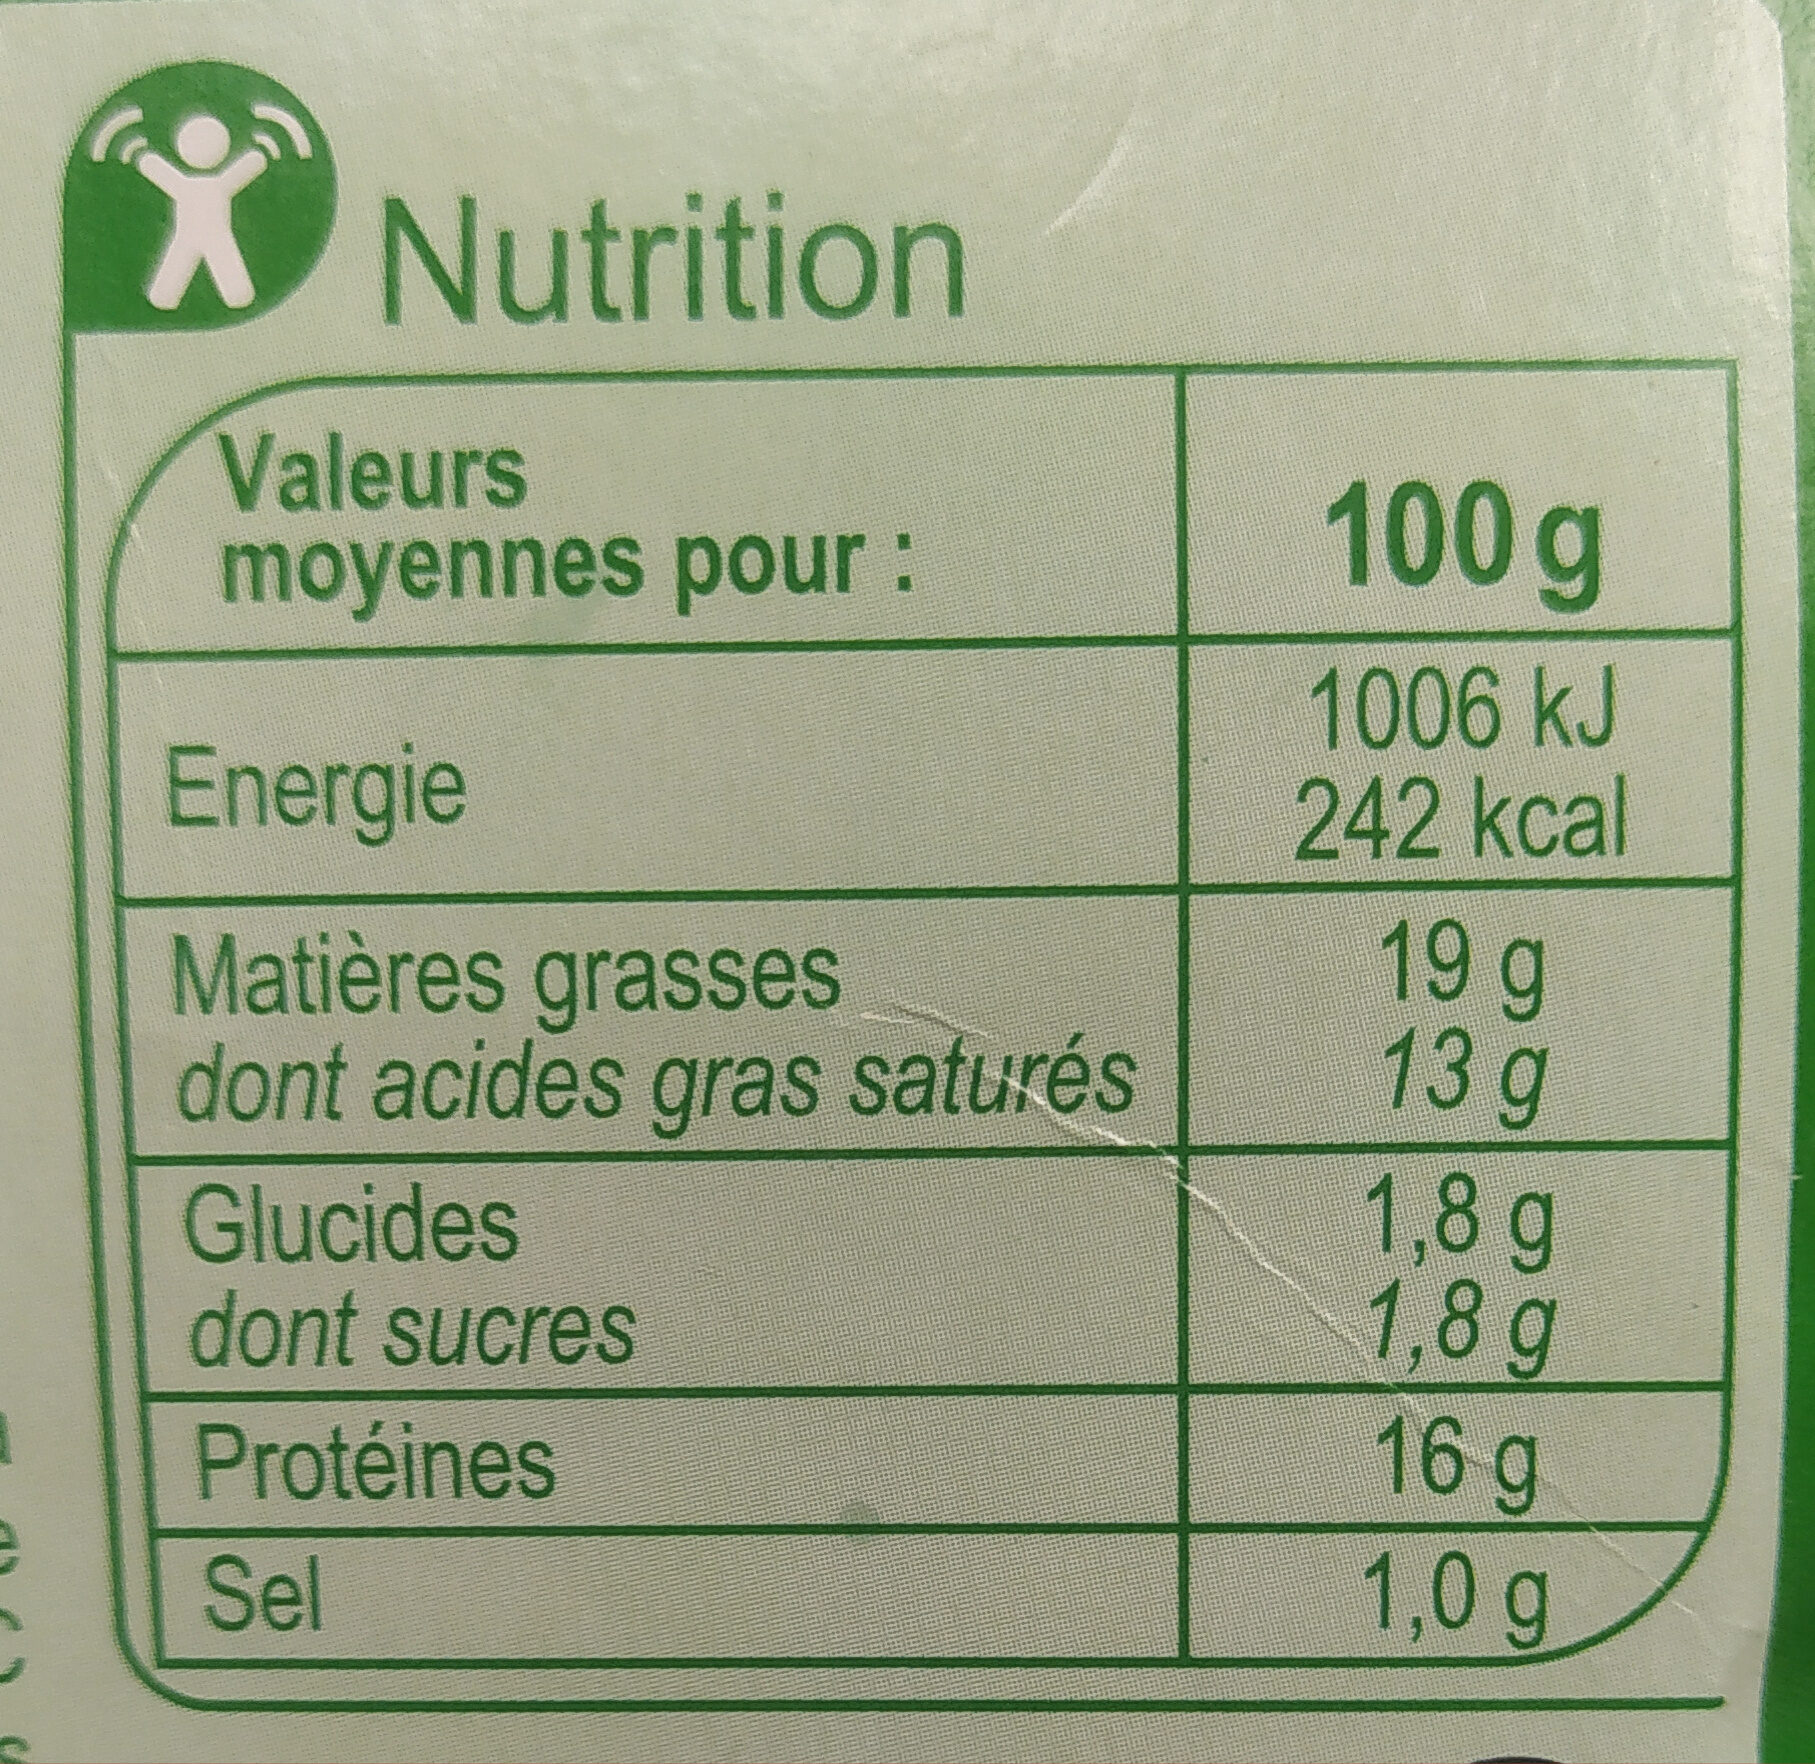 Nutrition
Valeurs
moyennes pour :
100 g
Energie
1006 kJ
242 kcal
Matières grasses 19 g
dont acides gras saturés 13 g
Glucides 1,8 g
dont sucres 1,8 g
Protéines 16 g
Sel 1,0 g